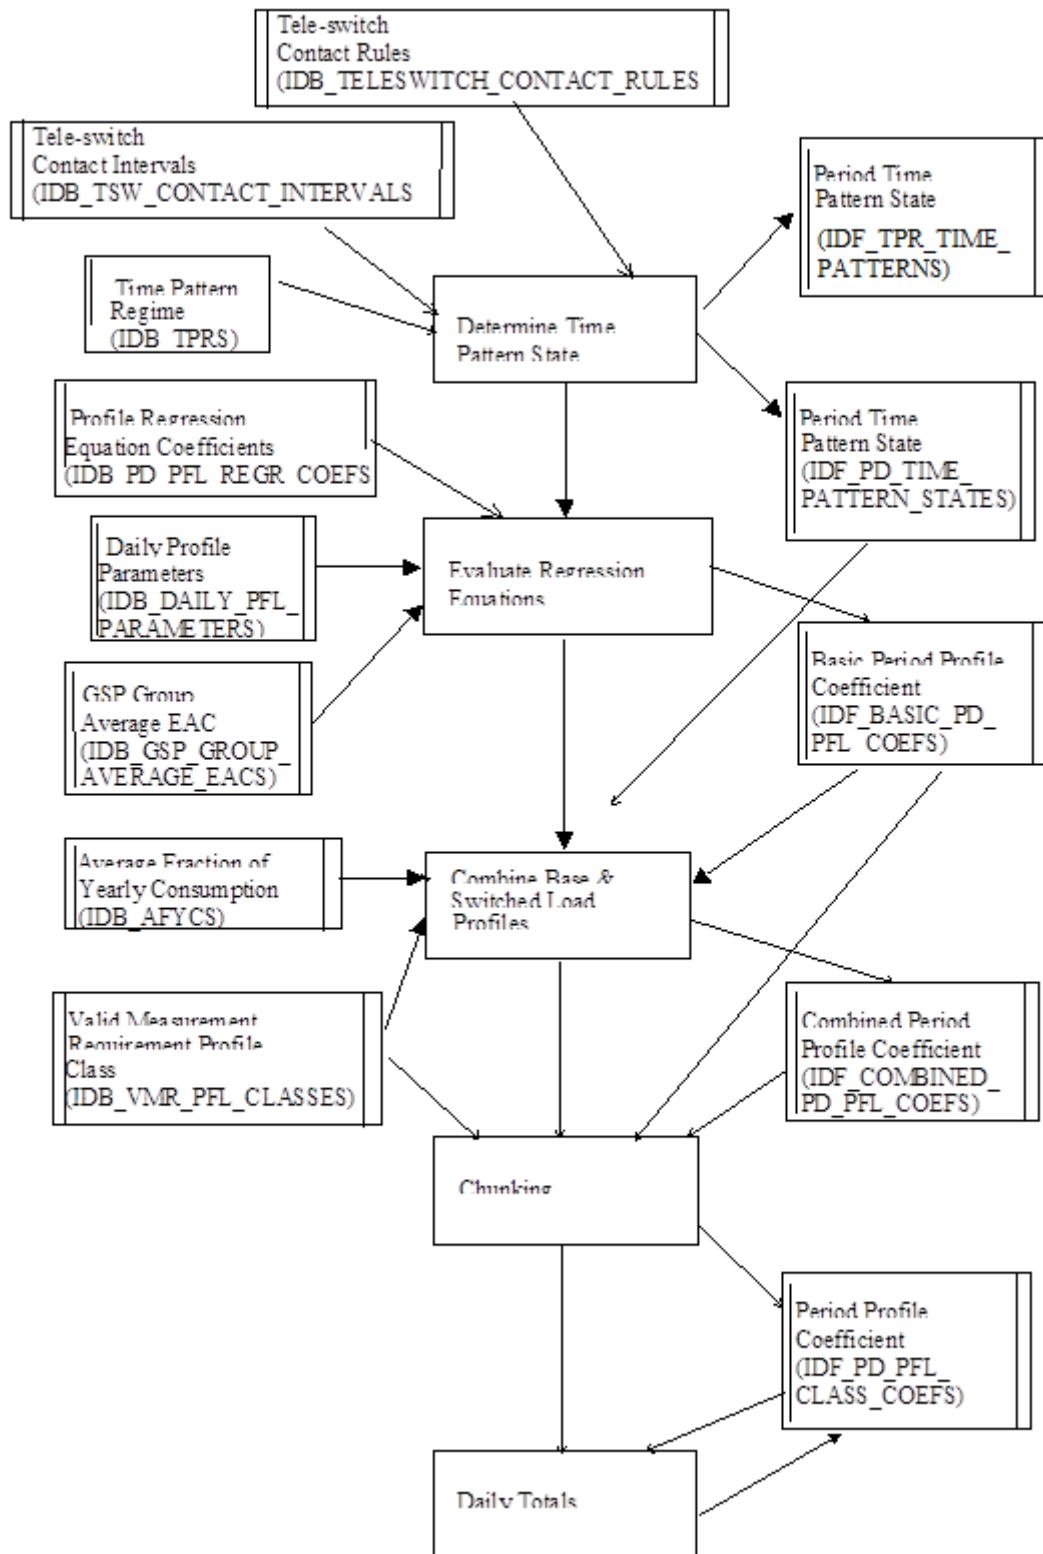 Tele-switch
Contact Rules
(IDB_TELESWITCH_CONTACT_RULES
Tele-switch
Contact Intervals
(IDB_TSW_CONTACT_INTERVALS
Period Time
Pattern State
(IDF_TPR_TIME_
PATTERNS)
Time Pattern
Regime
(IDB_TPRS)
Determine Time
Pattern State
Profile Regression
Equation Coefficients
(IDB_PD_PFL_REGR_COEFS
Period Time
Pattern State
(IDF_PD_TIME_
PATTERN_STATES)
Daily Profile
Parameters
(IDB_DAILY_PFL_
PARAMETERS)
Evaluate Regression
Equations
GSP Group
Average EAC
(IDB_GSP_GROUP_
AVERAGE_EACS)
Basic Period Profile
Coefficient
(IDF_BASIC_PD_
PFL_COEFS)
Average Fraction of
Yearly Consumption
(IDB_AFYCS)
Combine Base &
Switched Load
Profiles
Valid Measurement
Requirement Profile
Class
(IDB_VMR_PFL_CLASSES)
Combined Period
Profile Coefficient
(IDF_COMBINED_
PD_PFL_COEFS)
Chunking
Period Profile
Coefficient
(IDF_PD_PFL_
CLASS_COEFS)
Daily Totals